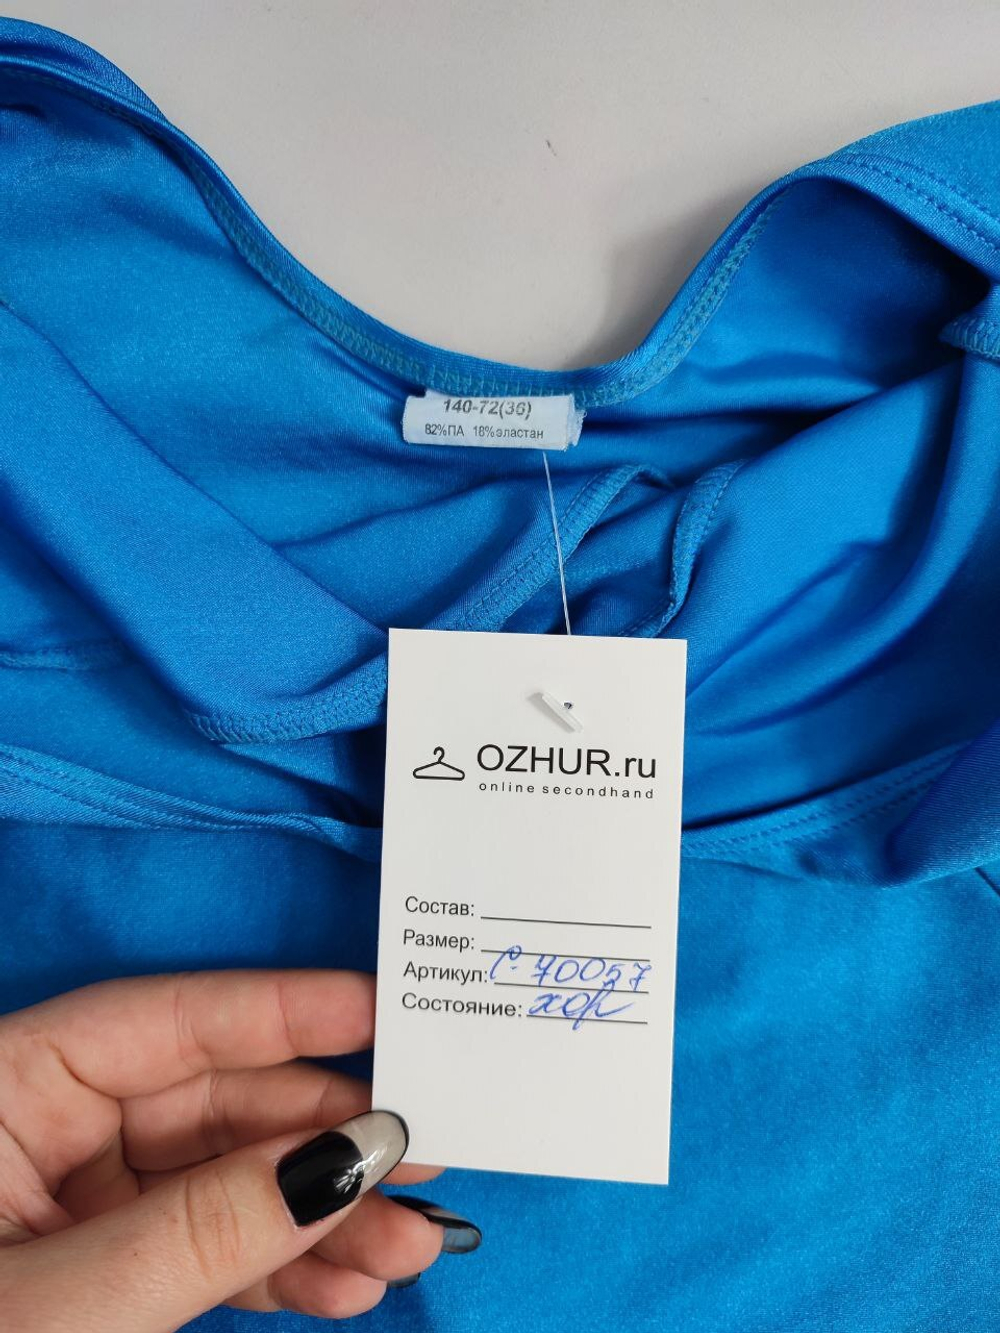 140-72(36)
82%ПА 18%эластан
OZHUR.ru
online secondhand
Состав:
Размер:
Артикул: С-70057
Состояние: хор